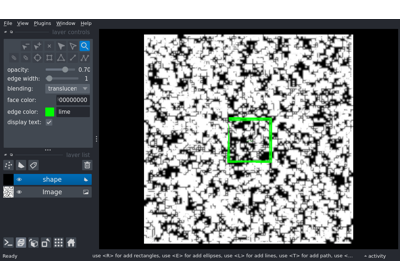 File View Plugins Window Help
layer controls
opacity: 0.70
edge width: 1
blending: translucen
face color: 00000000
edge color: lime
display text:
layer list
shape
Image
Ready use <R> for add rectangles, use <E> for add ellipses, use <L> for add lines, use <T> for add path, use <... activity